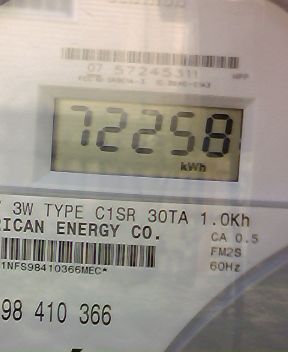 07 57245311
72258
kWh
3W TYPE C1SR 30TA 1.0Kh
RICAN ENERGY CO.
CA 0.5
FM2S
60Hz
1NFS98410366MEC*
98 410 366